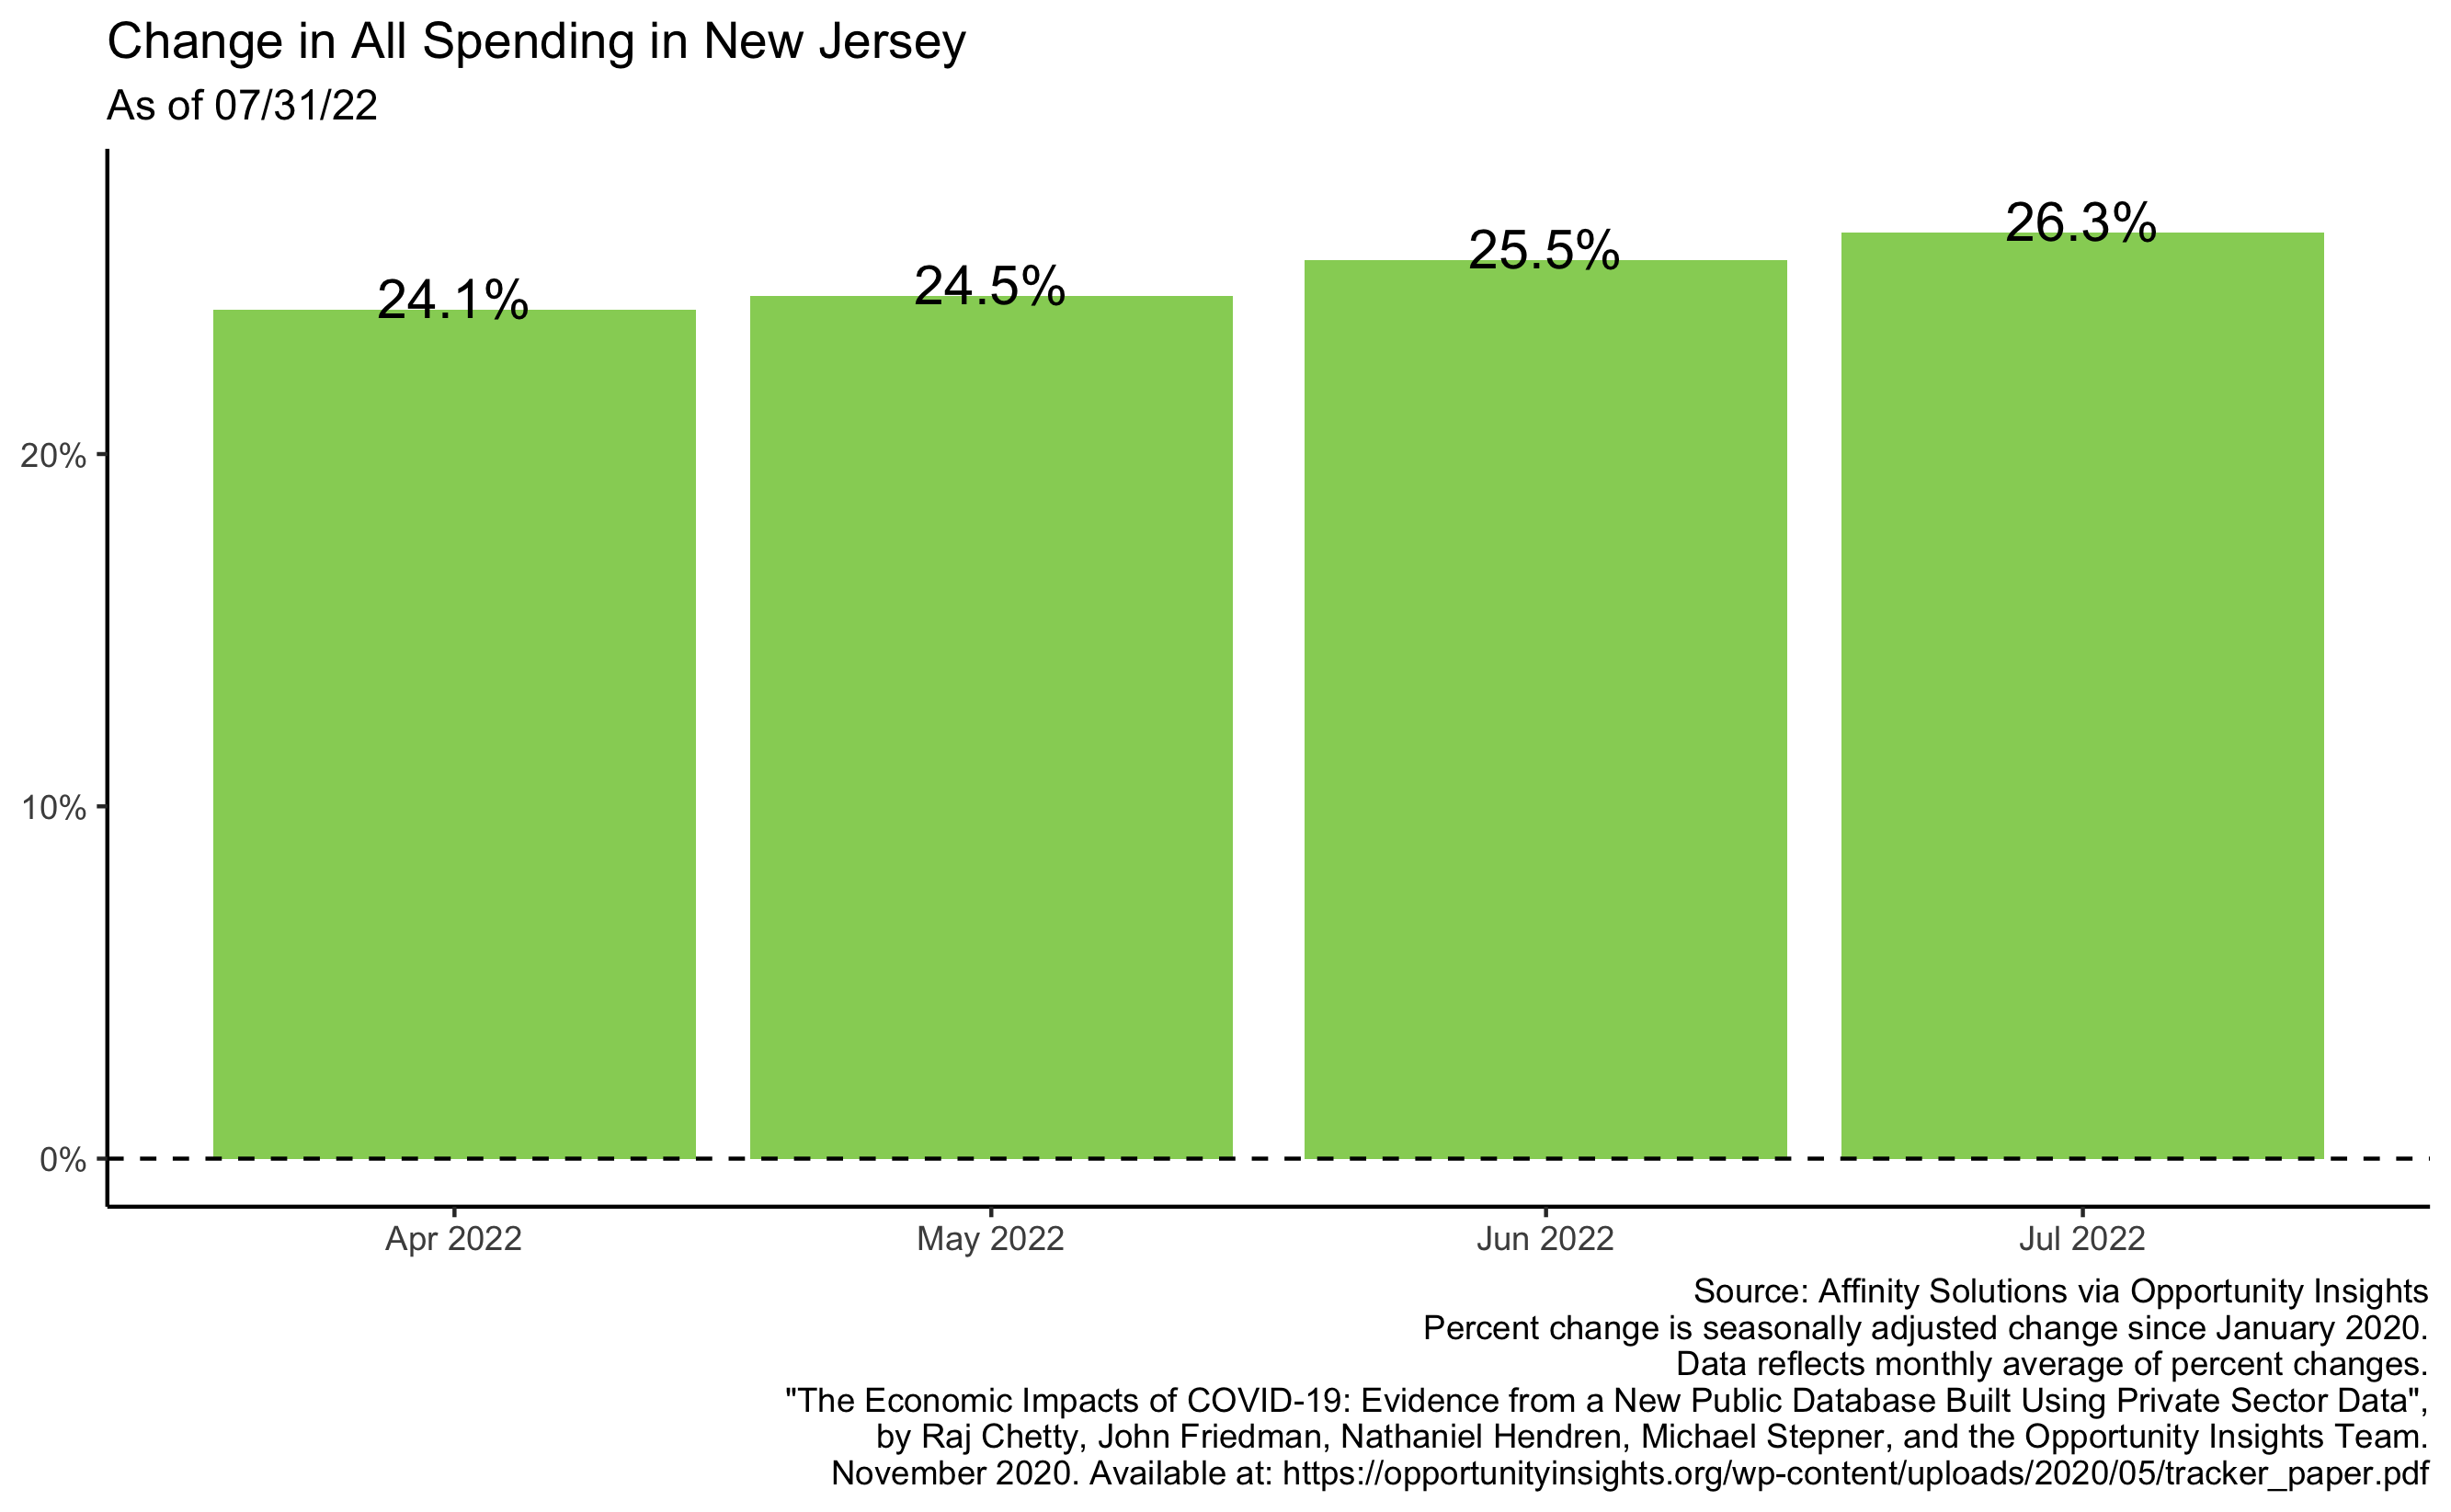 Change in All Spending in New Jersey
As of 07/31/22
24.1%
24.5%
25.5%
26.3%
20%
10%
0%
Apr 2022
May 2022
Jun 2022
Jul 2022
Source: Affinity Solutions via Opportunity Insights
Percent change is seasonally adjusted change since January 2020.
Data reflects monthly average of percent changes.
"The Economic Impacts of COVID-19: Evidence from a New Public Database Built Using Private Sector Data",
by Raj Chetty, John Friedman, Nathaniel Hendren, Michael Stepner, and the Opportunity Insights Team.
November 2020. Available at: https://opportunityinsights.org/wp-content/uploads/2020/05/tracker_paper.pdf